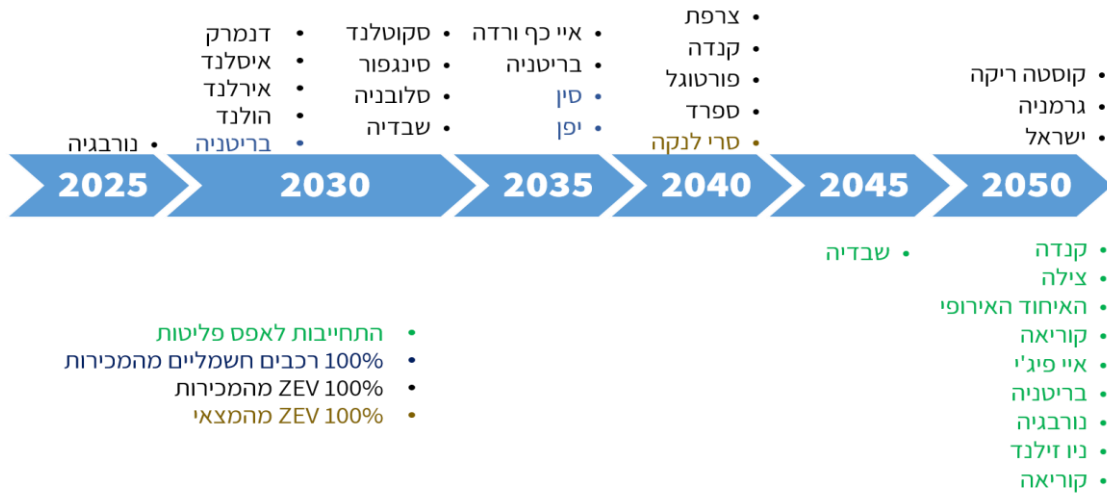 נורבגיה
דנמרק
איסלנד
אירלנד
הולנד
בריטניה
סקוטלנד
סינגפור
סלובניה
שבדיה
איי כף ורדה
בריטניה
סין
יפן
צרפת
קנדה
פורטוגל
ספרד
סרי לנקה
קוסטה ריקה
גרמניה
ישראל
2025
2030
2035
2040
2045
2050
שבדיה
קנדה
צילה
האיחוד האירופי
קוריאה
איי פיג'י
בריטניה
נורבגיה
ניו זילנד
קוריאה
התחייבות לאפס פליטות
100% רכבים חשמליים מהמכירות
100% ZEV מהמכירות
100% ZEV מהמצאי